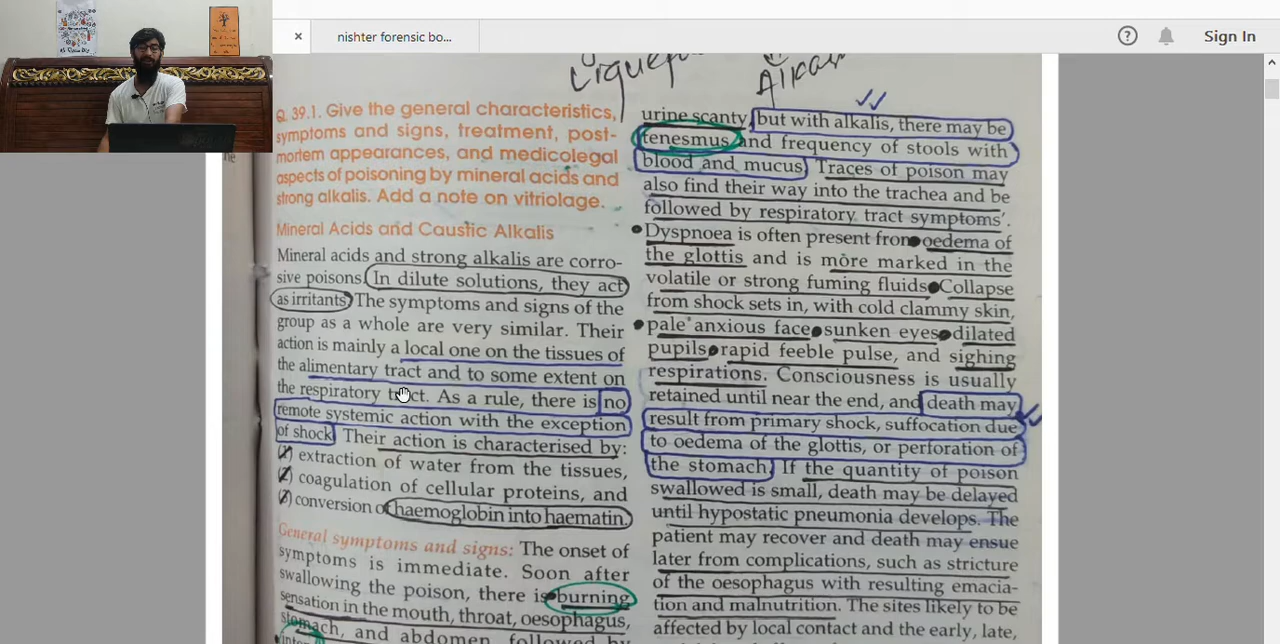 nishter forensic bo...
Sign In
Q. 39.1. Give the general characteristics,
symptoms and signs, treatment, post-
mortem appearances, and medicolegal
aspects of poisoning by mineral acids and
strong alkalis. Add a note on vitriolage.
Mineral Acids and Caustic Alkalis
Mineral acids and strong alkalis are corro-
sive poisons. In dilute solutions, they act
as irritants. The symptoms and signs of the
group as a whole are very similar. Their
action is mainly a local one on the tissues of
the alimentary tract and to some extent on
the respiratory tract. As a rule, there is no
remote systemic action with the exception
of shock. Their action is characterised by:
extraction of water from the tissues,
coagulation of cellular proteins, and
conversion of haemoglobin into haematin.
General symptoms and signs: The onset of
symptoms is immediate. Soon after
swallowing the poison, there is burning
sensation in the mouth, throat, oesophagus,
stomach, and abdomen followed by
urine scanty, but with alkalis, there may be
tenesmus and frequency of stools with
blood and mucus. Traces of poison may
also find their way into the trachea and be
followed by respiratory tract symptoms.
Dyspnoea is often present from oedema of
the glottis and is more marked in the
volatile or strong fuming fluids. Collapse
from shock sets in, with cold clammy skin,
pale anxious face, sunken eyes, dilated
pupils, rapid feeble pulse, and sighing
respirations. Consciousness is usually
retained until near the end, and death may
result from primary shock, suffocation due
to oedema of the glottis, or perforation of
the stomach. If the quantity of poison
swallowed is small, death may be delayed
until hypostatic pneumonia develops. The
patient may recover and death may ensue
later from complications, such as stricture
of the oesophagus with resulting emacia-
tion and malnutrition. The sites likely to be
affected by local contact and the early, late,